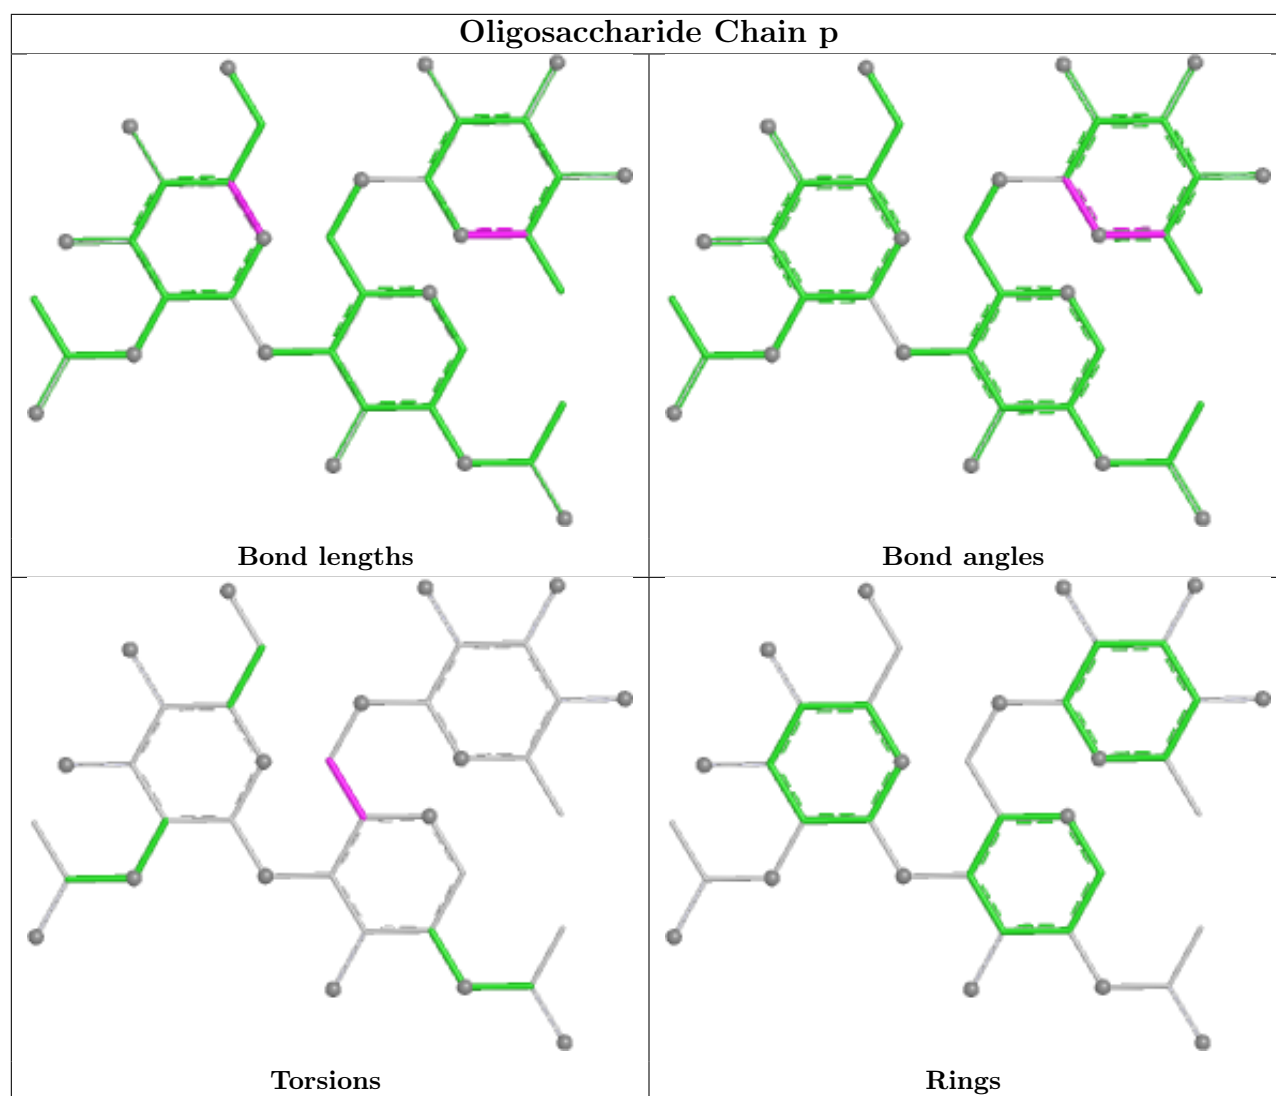 Oligosaccharide Chain p
Bond lengths
Bond angles
Torsions
Rings